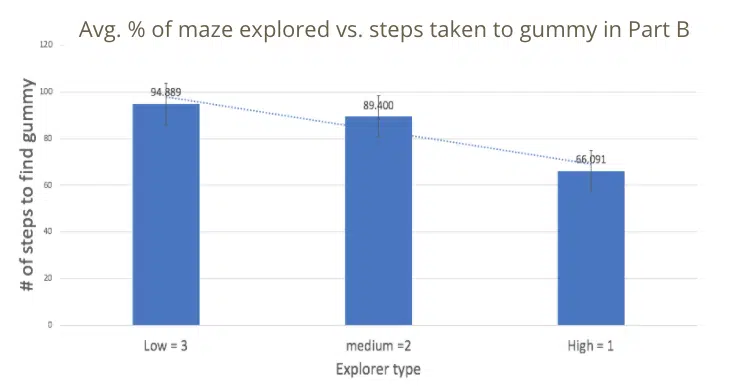 Avg. % of maze explored vs. steps taken to gummy in Part B
# of steps to find gummy
120
100
80
60
40
20
0
94.889
89.400
66.091
Low = 3
medium =2
High = 1
Explorer type